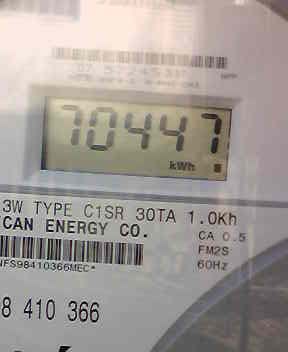 70447
kWh
3W TYPE C1SR 30TA 1.0Kh
CAN ENERGY CO.
CA 0.5
FM2S
NFS98410366MEC*
60Hz
8 410 366